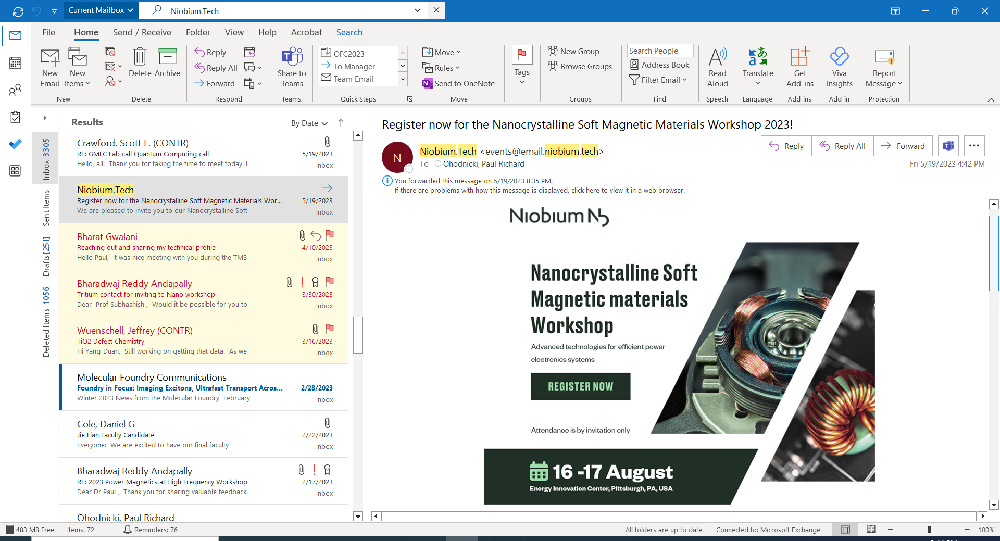 Current Mailbox
Niobium.Tech
File Home Send / Receive Folder View Help Acrobat Search
New Email
New Items
New
Delete
Archive
Delete
Reply
Reply All
Forward
Respond
Share to Teams
Teams
OFC2023
To Manager
Team Email
Quick Steps
Move
Rules
Send to OneNote
Move
Tags
New Group
Browse Groups
Groups
Search People
Address Book
Filter Email
Find
Read Aloud
Speech
Translate
Language
Get Add-ins
Add-ins
Viva Insights
Add-in
Report Message
Protection
Inbox 3305
Sent Items
Drafts [251]
Deleted Items 1056
Results
By Date
Crawford, Scott E. (CONTR)
RE: GMLC Lab call Quantum Computing call 5/19/2023
Hello, all: Thank you for taking the time to meet today. I
Inbox
Niobium.Tech
Register now for the Nanocrystalline Soft Magnetic Materials Wor... 5/19/2023
We are pleased to invite you to our Nanocrystalline Soft
Inbox
Bharat Gwalani
Reaching out and sharing my technical profile 4/10/2023
Hello Paul, It was nice meeting with you during the TMS
Inbox
Bharadwaj Reddy Andapally
Tritium contact for inviting to Nano workshop 3/30/2023
Dear Prof Subhashish , Would it be possible for you to
Inbox
Wuenschell, Jeffrey (CONTR)
TiO2 Defect Chemistry 3/16/2023
Hi Yang-Duan, Still working on getting that data. As we
Inbox
Molecular Foundry Communications
Foundry in Focus: Imaging Excitons, Ultrafast Transport Acros... 2/28/2023
Winter 2023 News from the Molecular Foundry February
Inbox
Cole, Daniel G
Jie Lian Faculty Candidate 2/22/2023
Everyone: We are excited to have our final faculty
Inbox
Bharadwaj Reddy Andapally
RE: 2023 Power Magnetics at High Frequency Workshop 2/17/2023
Dear Dr Paul , Thank you for sharing valuable feedback.
Inbox
Ohodnicki, Paul Richard
Register now for the Nanocrystalline Soft Magnetic Materials Workshop 2023!
N
Niobium.Tech <events@email.niobium.tech>
To Ohodnicki, Paul Richard
Reply Reply All Forward
Fri 5/19/2023 4:42 PM
You forwarded this message on 5/19/2023 8:35 PM.
If there are problems with how this message is displayed, click here to view it in a web browser.
Niobium Nb
Nanocrystalline Soft
Magnetic materials
Workshop
Advanced technologies for efficient power
electronics systems
REGISTER NOW
Attendance is by invitation only
16 -17 August
Energy Innovation Center, Pittsburgh, PA, USA
483 MB Free Items: 72 Reminders: 76 All folders are up to date. Connected to: Microsoft Exchange 100%